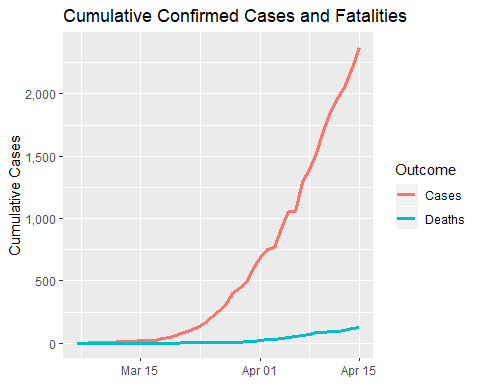 Cumulative Confirmed Cases and Fatalities
Cumulative Cases
2,000
1,500
1,000
500
0
Mar 15
Apr 01
Apr 15
Outcome
Cases
Deaths